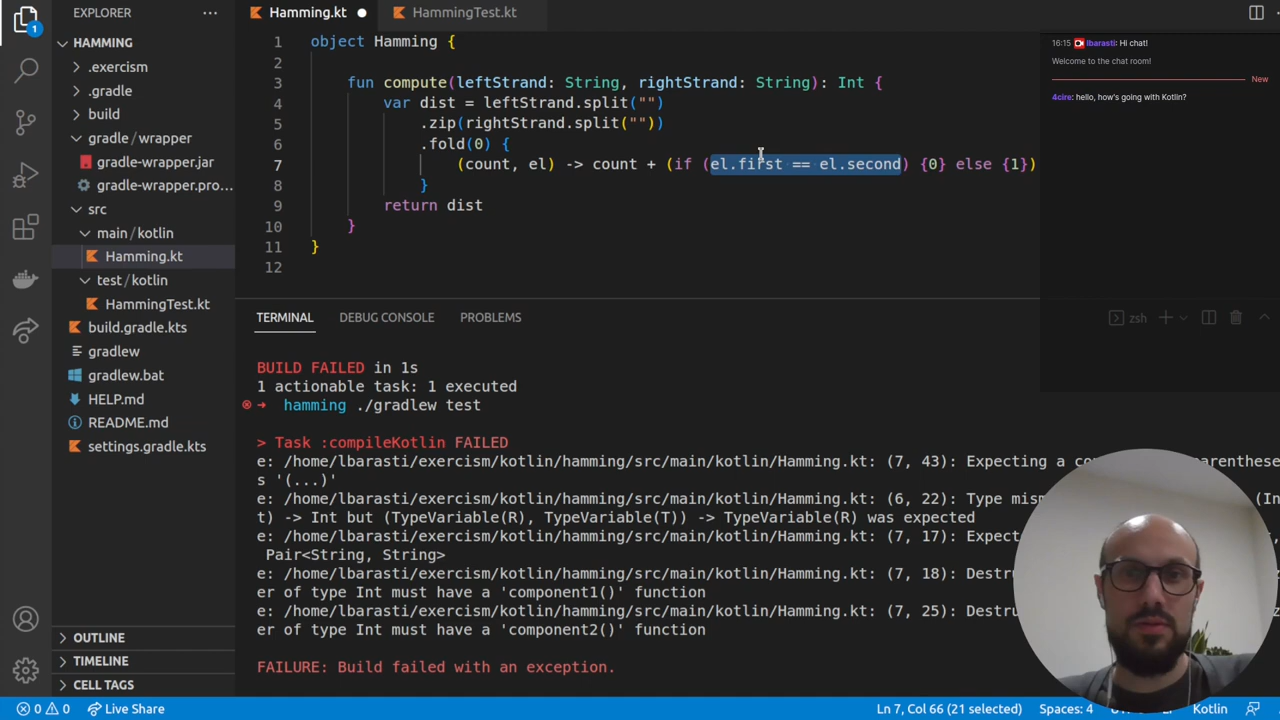 EXPLORER
HAMMING
.exercism
.gradle
build
gradle / wrapper
gradle-wrapper.jar
gradle-wrapper.pro...
src
main / kotlin
Hamming.kt
test / kotlin
HammingTest.kt
build.gradle.kts
gradlew
gradlew.bat
HELP.md
README.md
settings.gradle.kts
OUTLINE
TIMELINE
CELL TAGS
Hamming.kt
HammingTest.kt
1 object Hamming {
2
3 fun compute(leftStrand: String, rightStrand: String): Int {
4 var dist = leftStrand.split("")
5 .zip(rightStrand.split(""))
6 .fold(0) {
7 (count, el) -> count + (if (el.first == el.second) {0} else {1})
8 }
9 return dist
10 }
11 }
12
16:15 lbarasti: Hi chat!
Welcome to the chat room!
New
4cire: hello, how's going with Kotlin?
TERMINAL DEBUG CONSOLE PROBLEMS
zsh
BUILD FAILED in 1s
1 actionable task: 1 executed
hamming ./gradlew test
> Task :compileKotlin FAILED
e: /home/lbarasti/exercism/kotlin/hamming/src/main/kotlin/Hamming.kt: (7, 43): Expecting a
s '(...)'
e: /home/lbarasti/exercism/kotlin/hamming/src/main/kotlin/Hamming.kt: (6, 22): Type
t) -> Int but (TypeVariable(R), TypeVariable(T)) -> TypeVariable(R) was expected
e: /home/lbarasti/exercism/kotlin/hamming/src/main/kotlin/Hamming.kt: (7, 17):
Pair<String, String>
e: /home/lbarasti/exercism/kotlin/hamming/src/main/kotlin/Hamming.kt: (7, 18):
er of type Int must have a 'component1()' function
e: /home/lbarasti/exercism/kotlin/hamming/src/main/kotlin/Hamming.kt: (7, 25):
er of type Int must have a 'component2()' function
FAILURE: Build failed with an exception.
1
0 0 Live Share
Ln 7, Col 66 (21 selected) Spaces: 4 Kotlin